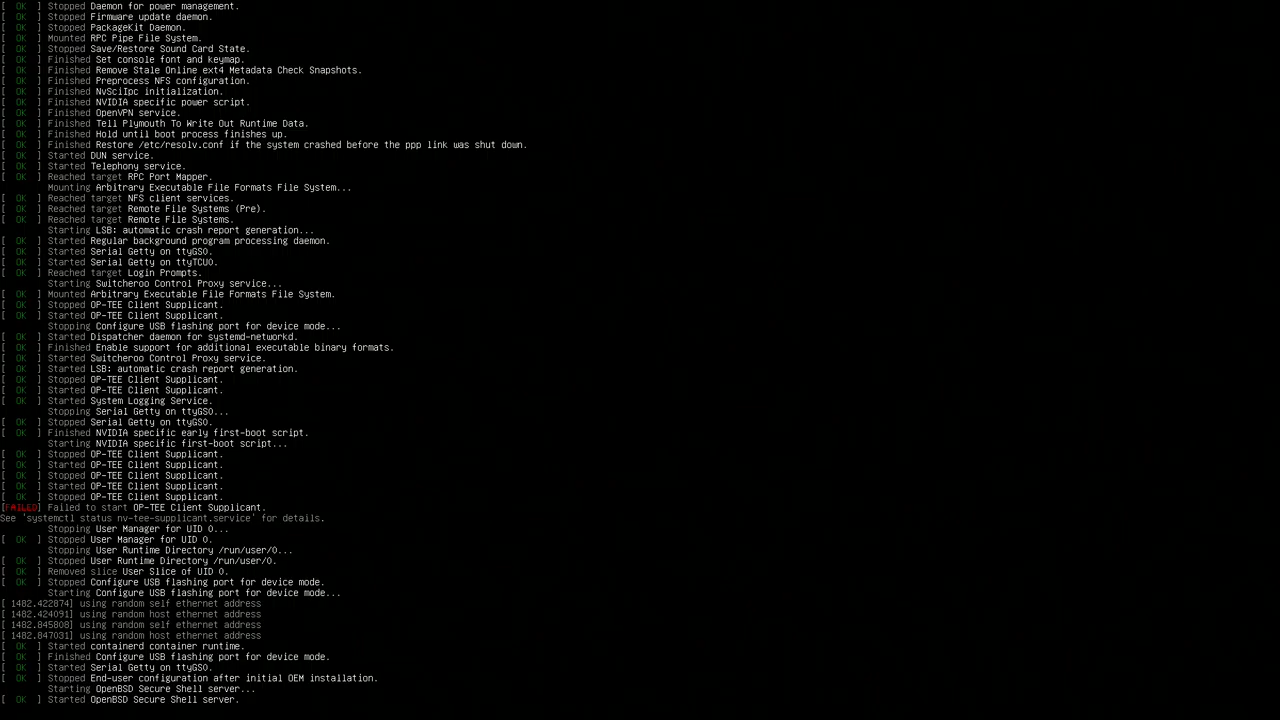 [  OK  ] Stopped Daemon for power management.
[  OK  ] Stopped Firmware update daemon.
[  OK  ] Stopped PackageKit Daemon.
[  OK  ] Mounted RPC Pipe File System.
[  OK  ] Stopped Save/Restore Sound Card State.
[  OK  ] Finished Set console font and keymap.
[  OK  ] Finished Remove Stale Online ext4 Metadata Check Snapshots.
[  OK  ] Finished Preprocess NFS configuration.
[  OK  ] Finished NvSciIpc initialization.
[  OK  ] Finished NVIDIA specific power script.
[  OK  ] Finished OpenVPN service.
[  OK  ] Finished Tell Plymouth To Write Out Runtime Data.
[  OK  ] Finished Hold until boot process finishes up.
[  OK  ] Finished Restore /etc/resolv.conf if the system crashed before the ppp link was shut down.
[  OK  ] Started DUN service.
[  OK  ] Started Telephony service.
[  OK  ] Reached target RPC Port Mapper.
         Mounting Arbitrary Executable File Formats File System...
[  OK  ] Reached target NFS client services.
[  OK  ] Reached target Remote File Systems (Pre).
[  OK  ] Reached target Remote File Systems.
         Starting LSB: automatic crash report generation...
[  OK  ] Started Regular background program processing daemon.
[  OK  ] Started Serial Getty on ttyGS0.
[  OK  ] Started Serial Getty on ttyTCU0.
[  OK  ] Reached target Login Prompts.
         Starting Switcheroo Control Proxy service...
[  OK  ] Mounted Arbitrary Executable File Formats File System.
[  OK  ] Stopped OP-TEE Client Supplicant.
[  OK  ] Started OP-TEE Client Supplicant.
         Stopping Configure USB flashing port for device mode...
[  OK  ] Started Dispatcher daemon for systemd-networkd.
[  OK  ] Finished Enable support for additional executable binary formats.
[  OK  ] Started Switcheroo Control Proxy service.
[  OK  ] Started LSB: automatic crash report generation.
[  OK  ] Stopped OP-TEE Client Supplicant.
[  OK  ] Started OP-TEE Client Supplicant.
[  OK  ] Started System Logging Service.
         Stopping Serial Getty on ttyGS0...
[  OK  ] Stopped Serial Getty on ttyGS0.
[  OK  ] Finished NVIDIA specific early first-boot script.
         Starting NVIDIA specific first-boot script...
[  OK  ] Stopped OP-TEE Client Supplicant.
[  OK  ] Started OP-TEE Client Supplicant.
[  OK  ] Stopped OP-TEE Client Supplicant.
[  OK  ] Started OP-TEE Client Supplicant.
[  OK  ] Stopped OP-TEE Client Supplicant.
[FAILED] Failed to start OP-TEE Client Supplicant.
See 'systemctl status nv-tee-supplicant.service' for details.
         Stopping User Manager for UID 0...
[  OK  ] Stopped User Manager for UID 0.
         Stopping User Runtime Directory /run/user/0...
[  OK  ] Stopped User Runtime Directory /run/user/0.
[  OK  ] Removed slice User Slice of UID 0.
[  OK  ] Stopped Configure USB flashing port for device mode.
         Starting Configure USB flashing port for device mode...
[ 1482.422874] using random self ethernet address
[ 1482.424091] using random host ethernet address
[ 1482.845808] using random self ethernet address
[ 1482.847031] using random host ethernet address
[  OK  ] Started containerd container runtime.
[  OK  ] Finished Configure USB flashing port for device mode.
[  OK  ] Started Serial Getty on ttyGS0.
[  OK  ] Stopped End-user configuration after initial OEM installation.
         Starting OpenBSD Secure Shell server...
[  OK  ] Started OpenBSD Secure Shell server.